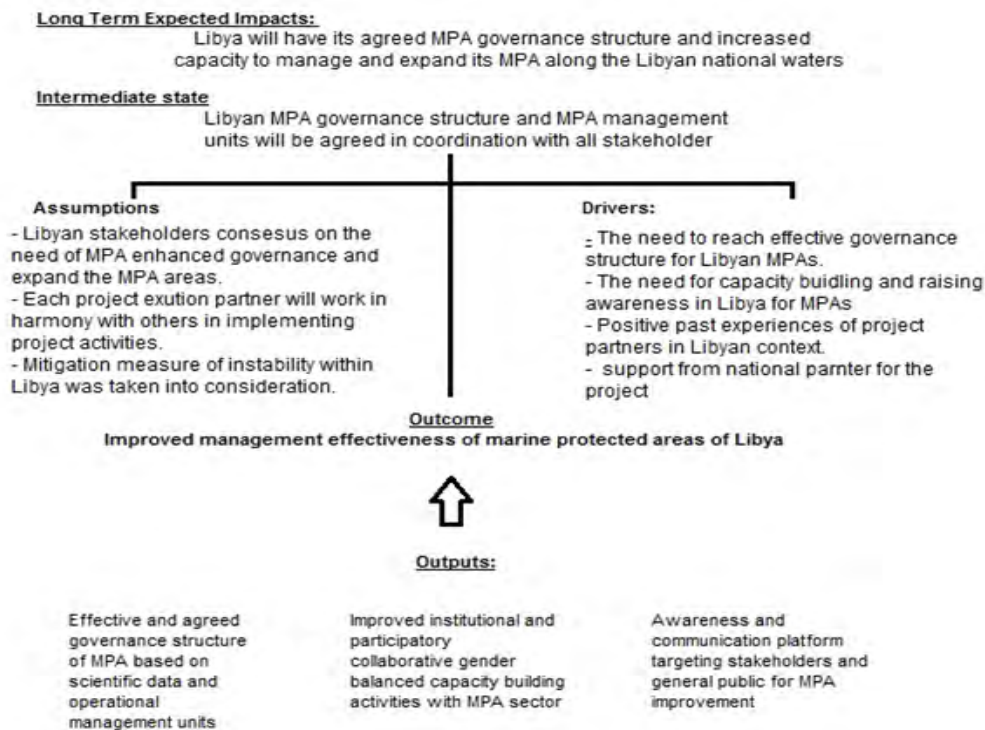 Long Term Expected Impacts:
Libya will have its agreed MPA governance structure and increased
capacity to manage and expand its MPA along the Libyan national waters
Intermediate state
Libyan MPA governance structure and MPA management
units will be agreed in coordination with all stakeholder
Assumptions
- Libyan stakeholders consesus on the
need of MPA enhanced governance and
expand the MPA areas.
- Each project exution partner will work in
harmony with others in implementing
project activities.
- Mitigation measure of instability within
Libya was taken into consideration.
Drivers:
- The need to reach effective governance
structure for Libyan MPAs.
- The need for capacity buidling and raising
awareness in Libya for MPAs
- Positive past experiences of project
partners in Libyan context.
- support from national parnter for the
project
Outcome
Improved management effectiveness of marine protected areas of Libya
Outputs:
Effective and agreed
governance structure
of MPA based on
scientific data and
operational
management units
Improved institutional and
participatory
collaborative gender
balanced capacity building
activities with MPA sector
Awareness and
communication platform
targeting stakeholders and
general public for MPA
improvement